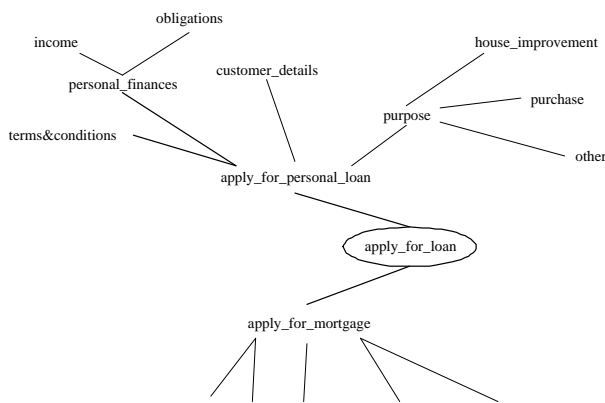 obligations
income
house_improvement
customer_details
personal_finances
purchase
purpose
terms&conditions
other
apply_for_personal_loan
apply_for_loan
apply_for_mortgage